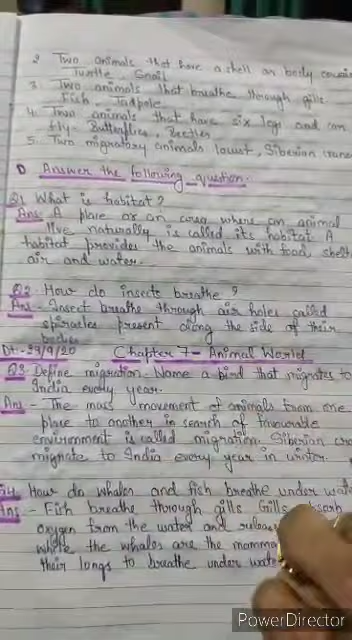 2 Two animals that have a shell on body
Turtle, Snail
3. Two animals that breathe through gills
Fish, Tadpole
4. Two animals that have six legs and can
fly- Butterflies, Beetles
5. Two migratory animals locust, Siberian crane
D Answer the following question.
Q1 What is habitat?
Ans- A place or an area where an animal
live naturally is called its habitat. A
habitat provides the animals with food,
air and water.
Q2- How do insects breathe?
Ans- Insect breathe through air holes called
spiracles present along the side of their
bodies
Dt- 29/9/20 Chapter 7- Animal World
Q3- Define migration. Name a bird that migrates to
India every year.
Ans- The mass movement of animals from one
place to another in search of favourable
environment is called migration. Siberian
migrate to India every year in winter.
Q4. How do whales and fish breathe under
Ans- Fish breathe through gills. Gills
oxygen from the water and
while the whales are the
their longs to breathe under
PowerDirector